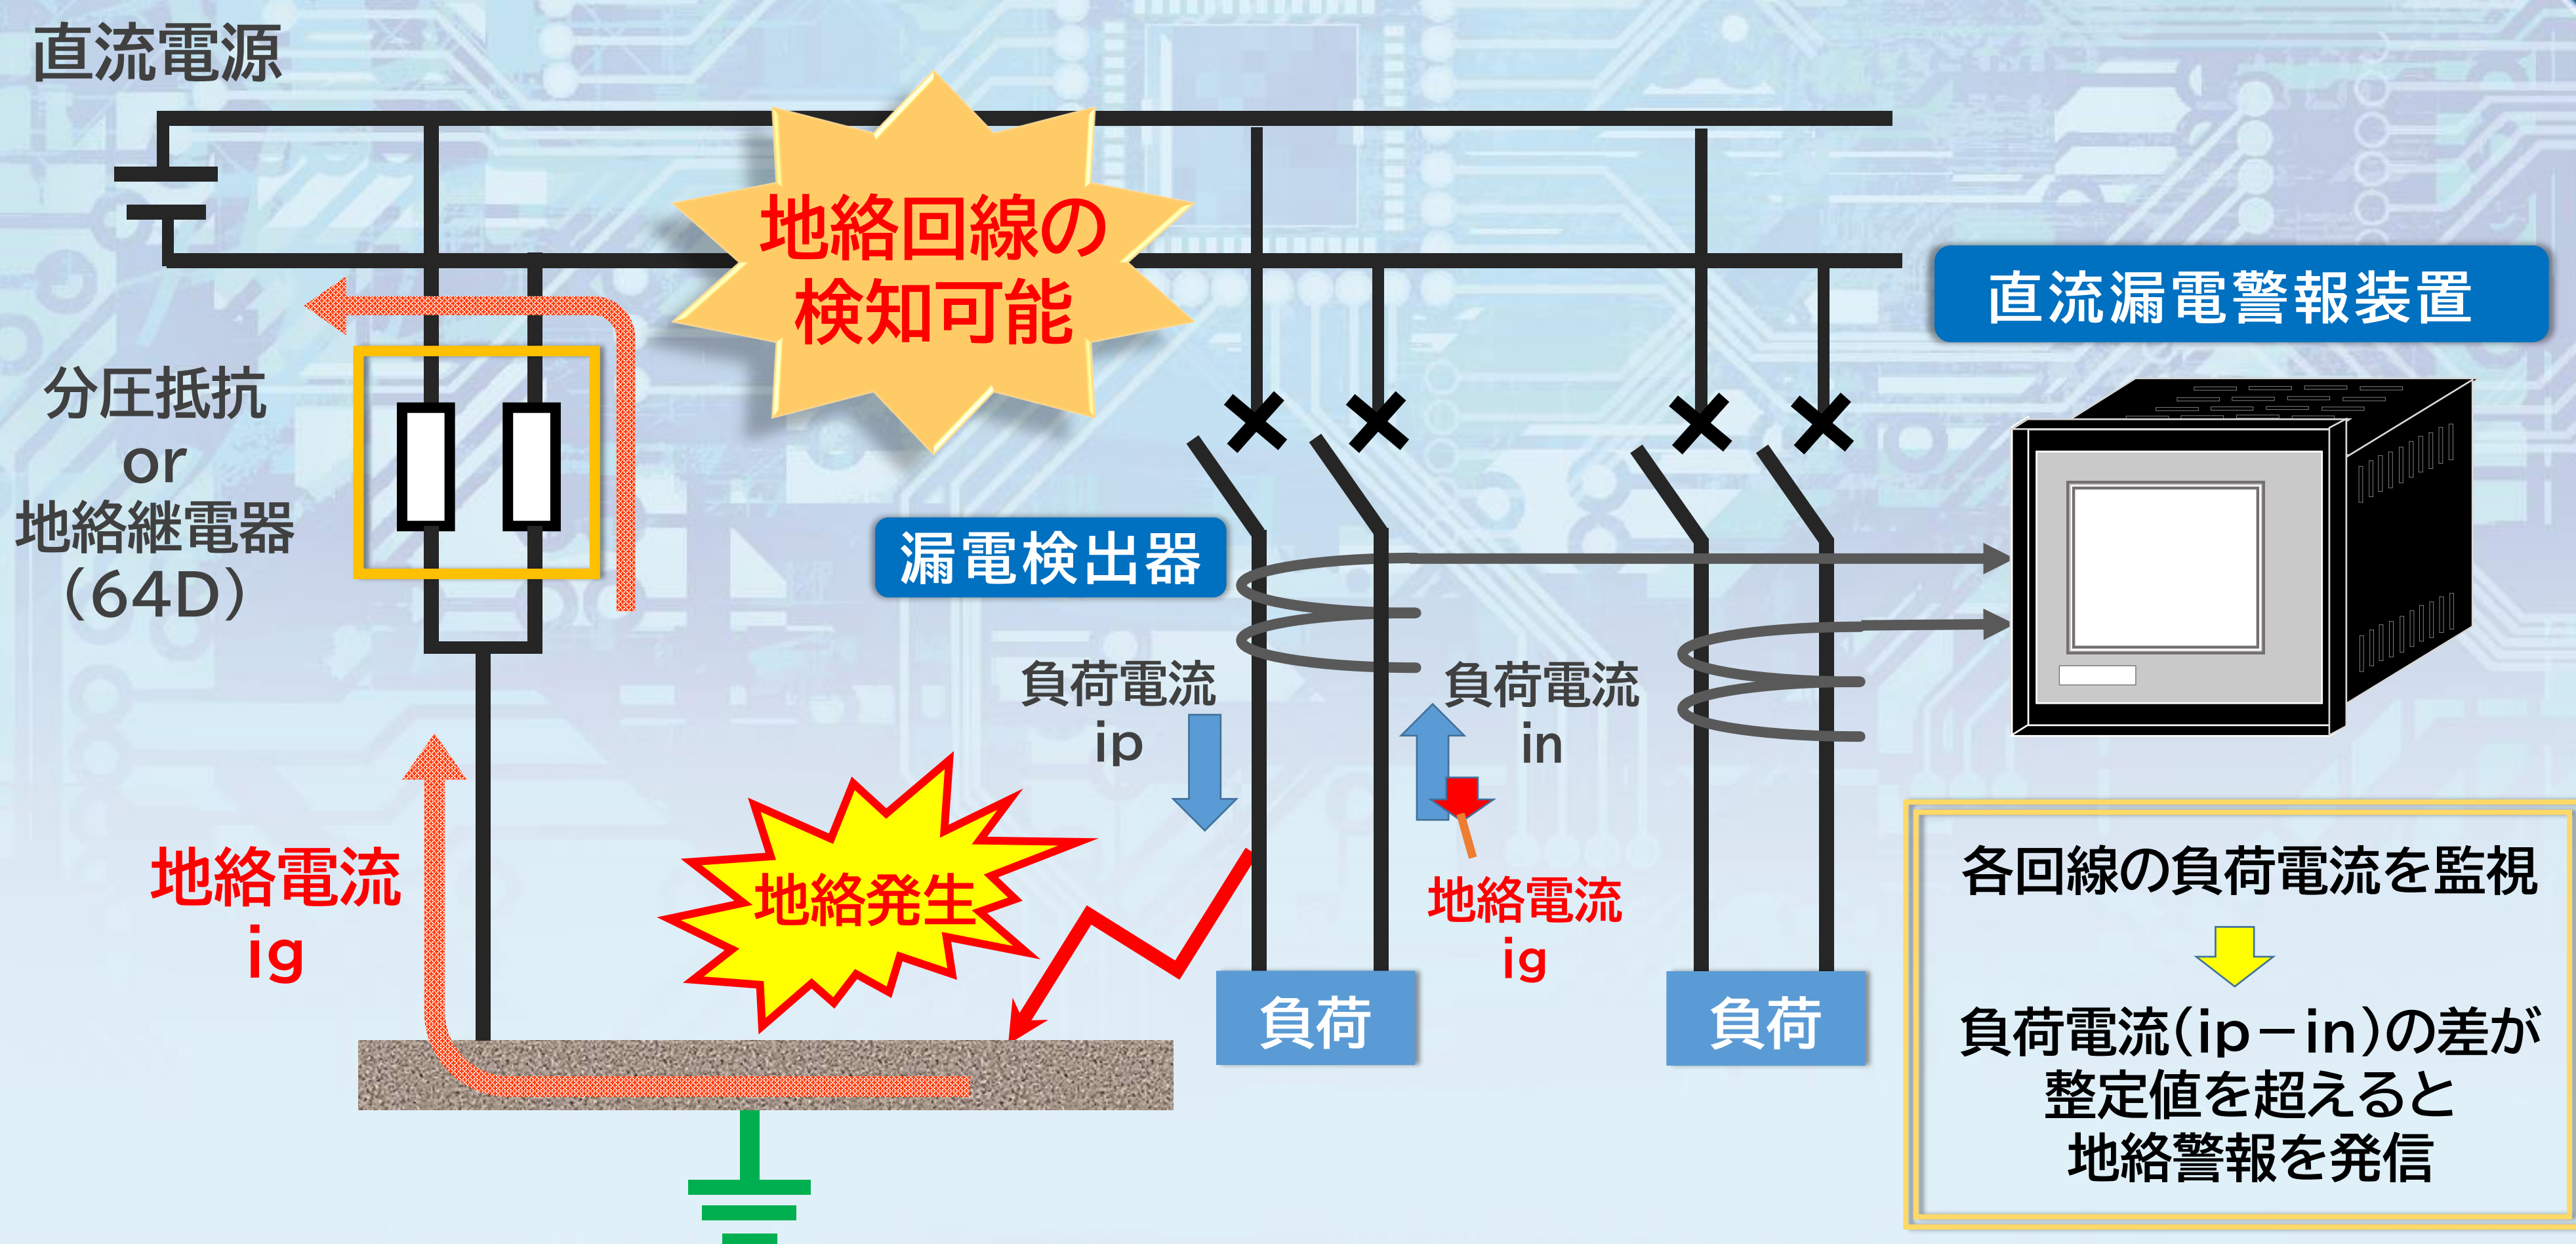 直流電源
地絡回線の
検知可能
直流漏電警報装置
分圧抵抗
or
地絡継電器
(64D)
漏電検出器
負荷電流
ip
負荷電流
in
地絡電流
ig
地絡発生
地絡電流
ig
負荷
負荷
各回線の負荷電流を監視
負荷電流(ip－in)の差が
整定値を超えると
地絡警報を発信